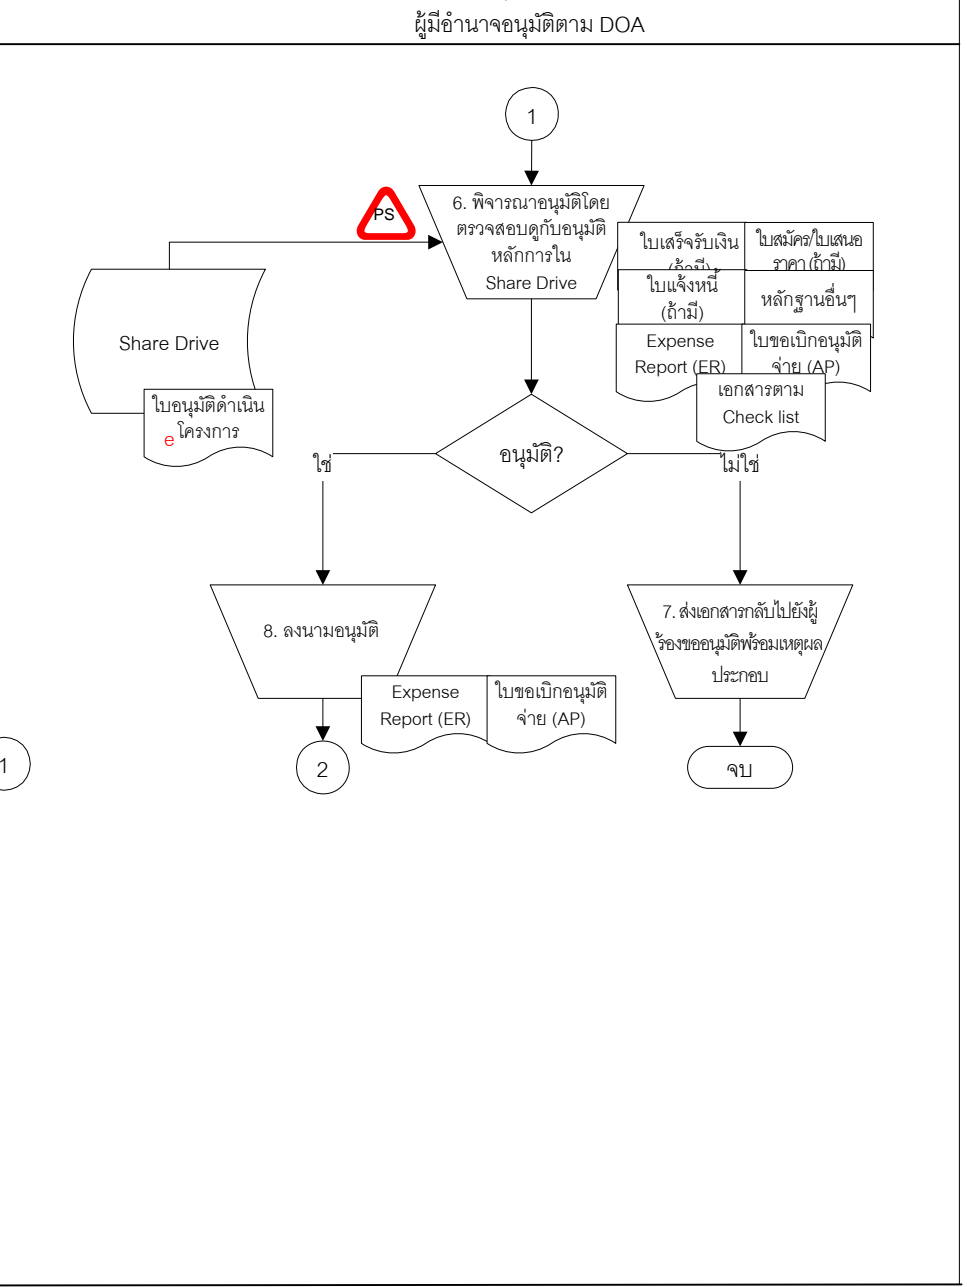 ผู้มีอำนาจอนุมัติตาม DOA
1
PS
6. พิจารณาอนุมัติโดย
ตรวจสอบดูกับอนุมัติ
หลักการใน
Share Drive
ใบเสร็จรับเงิน
(ถ้ามี)
ใบสมัคร/ใบเสนอ
ราคา (ถ้ามี)
ใบแจ้งหนี้
(ถ้ามี)
หลักฐานอื่นๆ
Expense
Report (ER)
ใบขอเบิกอนุมัติ
จ่าย (AP)
เอกสารตาม
Check list
Share Drive
ใบอนุมัติดำเนิน
โครงการ
e
อนุมัติ?
ใช่
ไม่ใช่
8. ลงนามอนุมัติ
Expense
Report (ER)
ใบขอเบิกอนุมัติ
จ่าย (AP)
7. ส่งเอกสารกลับไปยังผู้
ร้องขออนุมัติพร้อมเหตุผล
ประกอบ
1
2
จบ